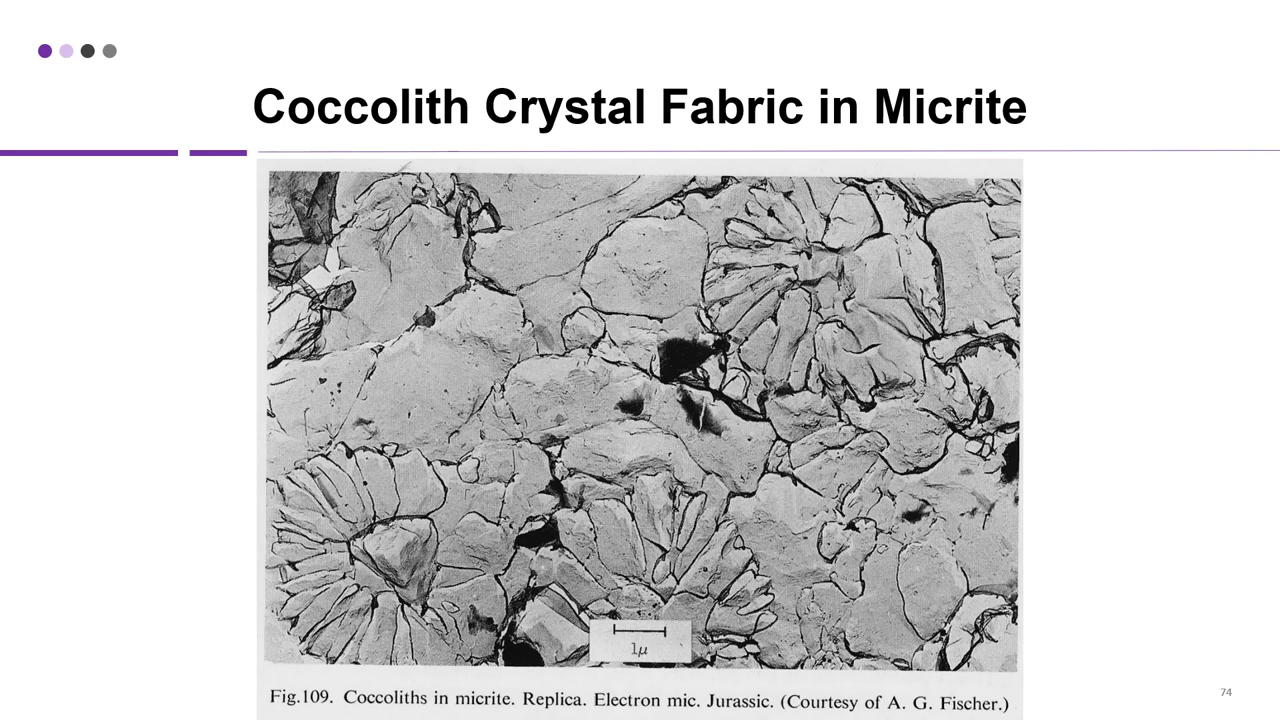 Coccolith Crystal Fabric in Micrite
1μ
Fig.109. Coccoliths in micrite. Replica. Electron mic. Jurassic. (Courtesy of A. G. Fischer.)
74